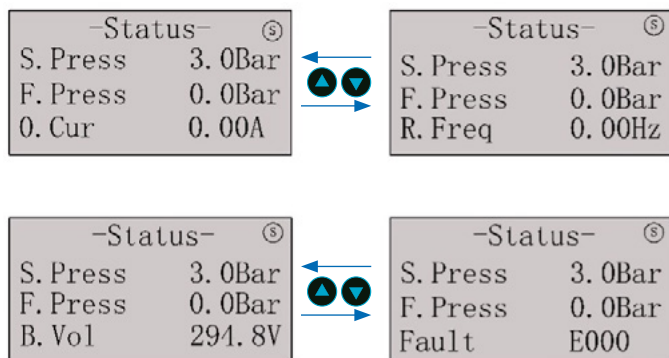 -Status- Ⓢ
S.Press 3.0Bar
F.Press 0.0Bar
O.Cur 0.00A
-Status- Ⓢ
S.Press 3.0Bar
F.Press 0.0Bar
R.Freq 0.00Hz
-Status- Ⓢ
S.Press 3.0Bar
F.Press 0.0Bar
B.Vol 294.8V
-Status- Ⓢ
S.Press 3.0Bar
F.Press 0.0Bar
Fault E000